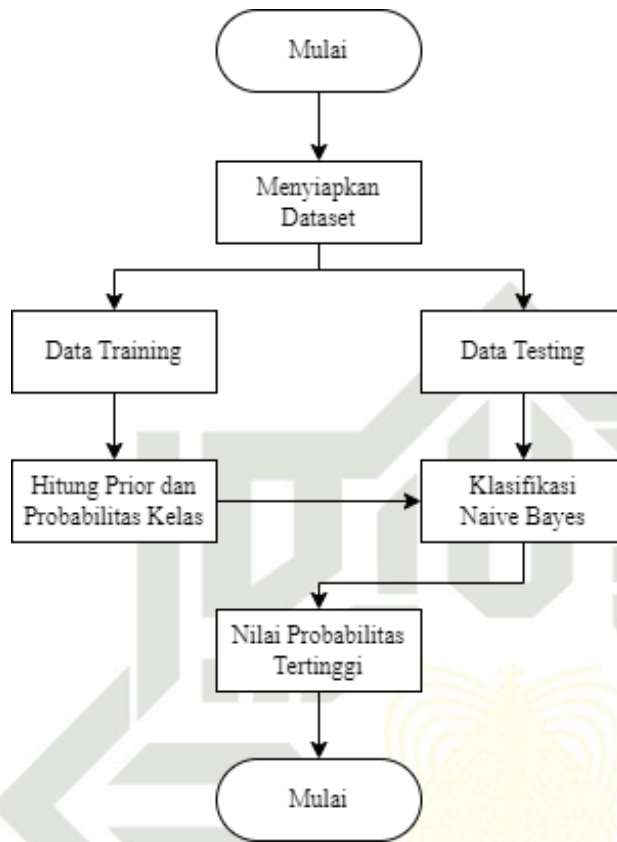 Mulai
Menyiapkan
Dataset
Data Training
Data Testing
Hitung Prior dan
Probabilitas Kelas
Klasifikasi
Naive Bayes
Nilai Probabilitas
Tertinggi
Mulai